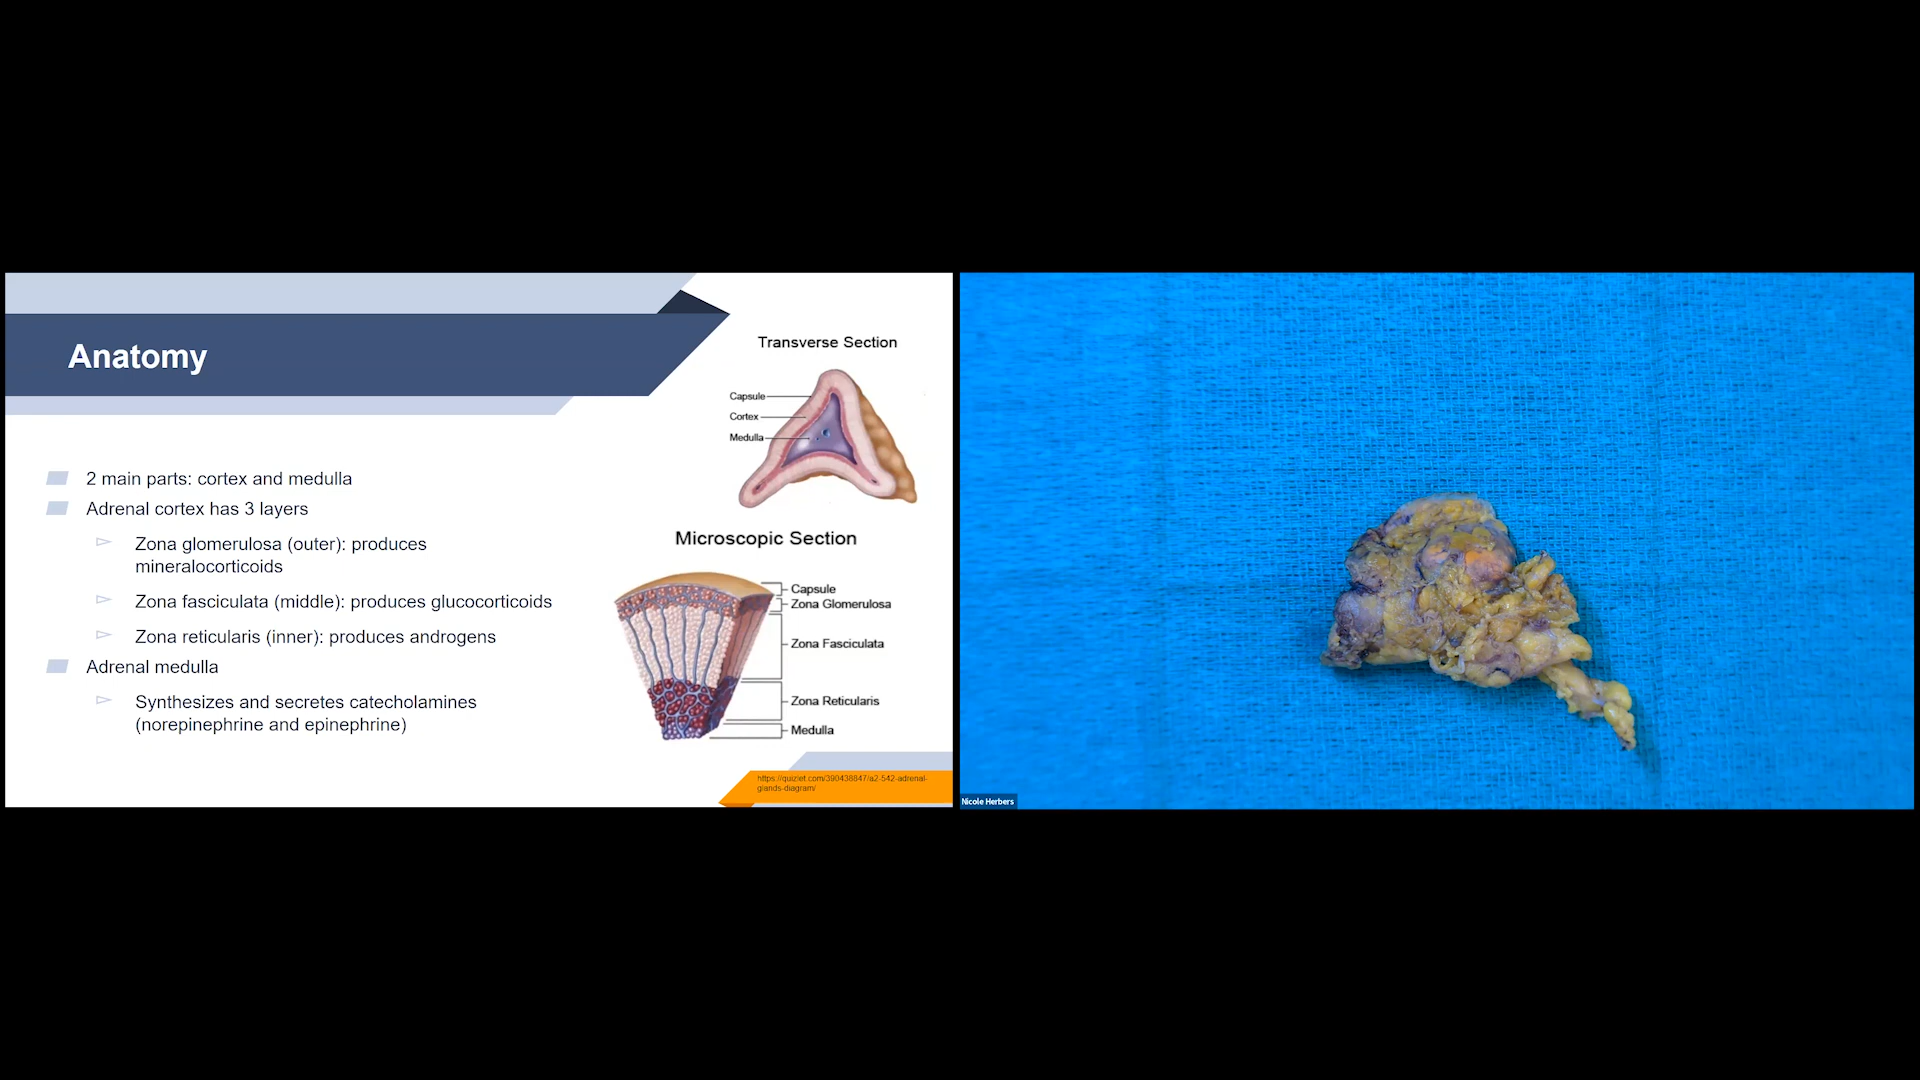 Anatomy
2 main parts: cortex and medulla
Adrenal cortex has 3 layers
Zona glomerulosa (outer): produces
mineralocorticoids
Zona fasciculata (middle): produces glucocorticoids
Zona reticularis (inner): produces androgens
Adrenal medulla
Synthesizes and secretes catecholamines
(norepinephrine and epinephrine)
Transverse Section
Capsule
Cortex
Medulla
Microscopic Section
Capsule
Zona Glomerulosa
Zona Fasciculata
Zona Reticularis
Medulla
https://quizlet.com/390438847/a2-542-adrenal-
glands-diagram/
Nicole Herbers